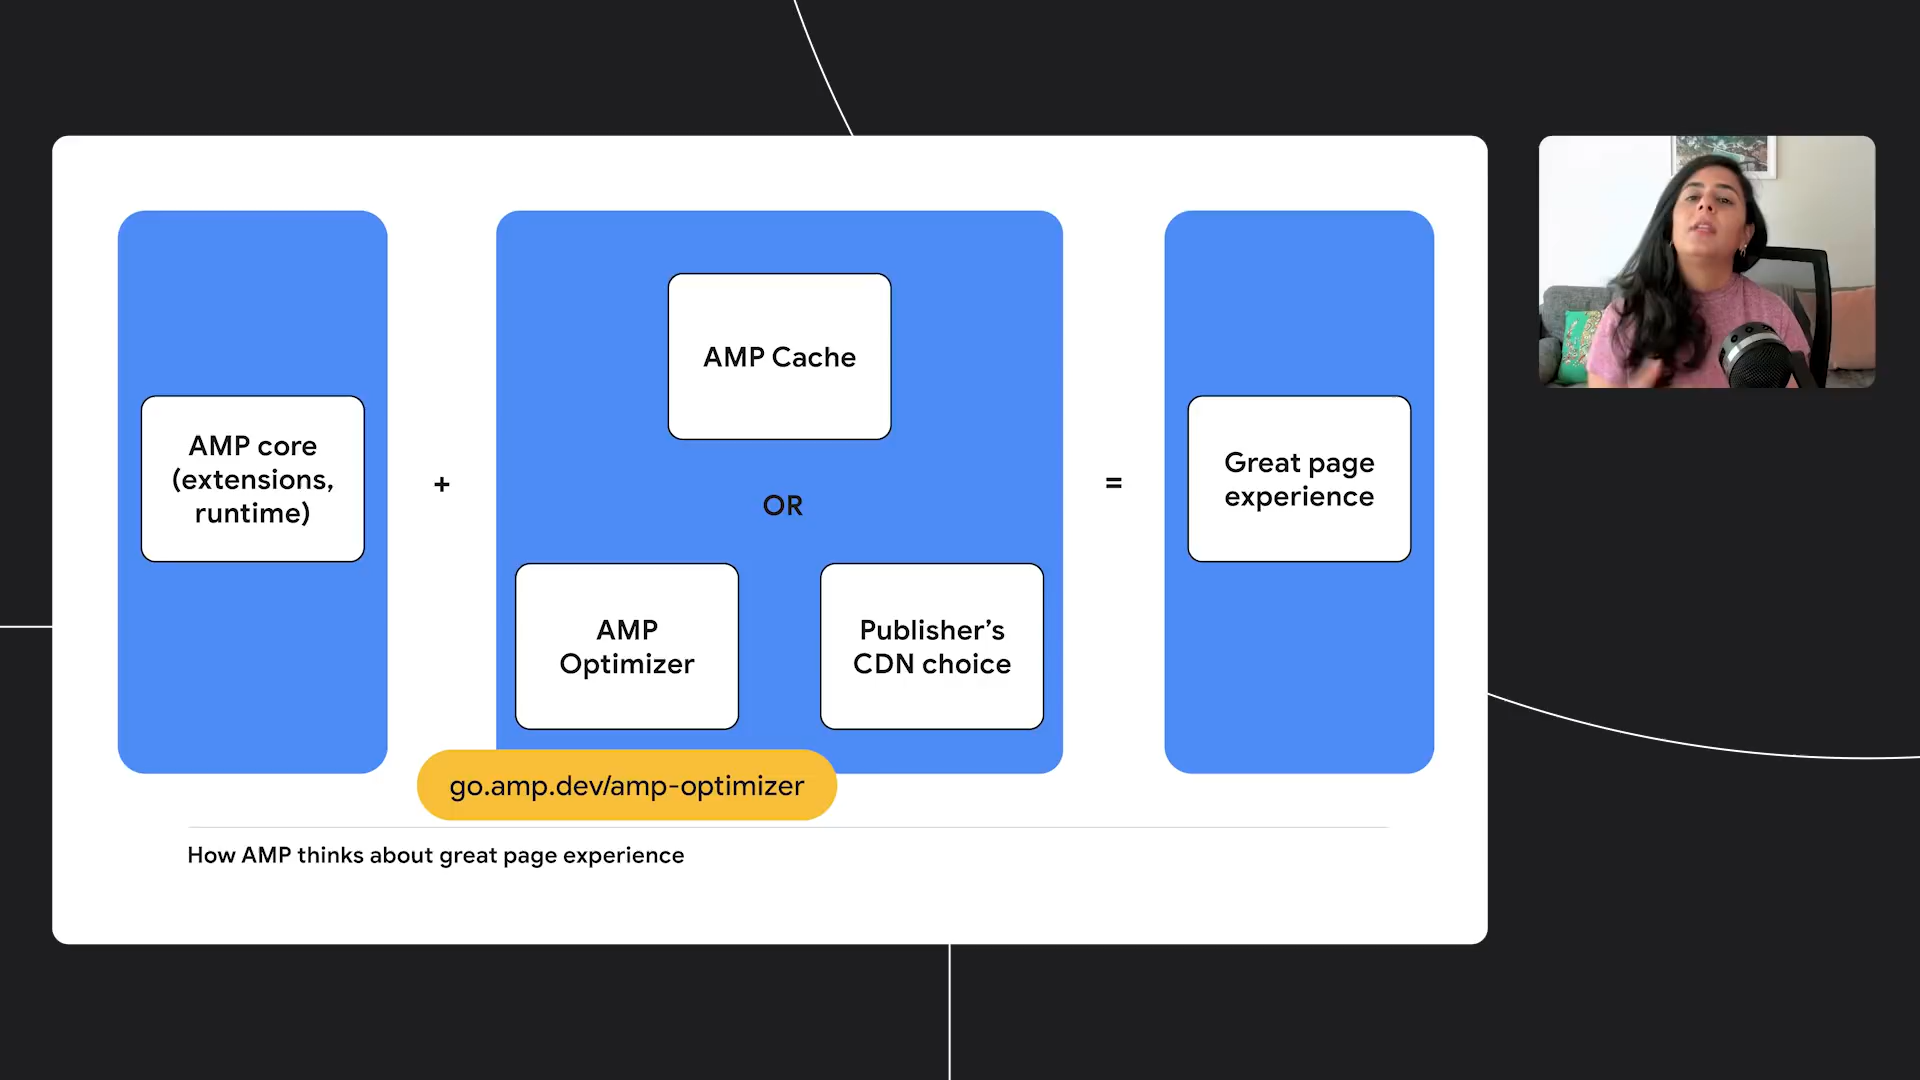 AMP core
(extensions,
runtime)
+
AMP Cache
OR
AMP
Optimizer
Publisher’s
CDN choice
=
Great page
experience
go.amp.dev/amp-optimizer
How AMP thinks about great page experience